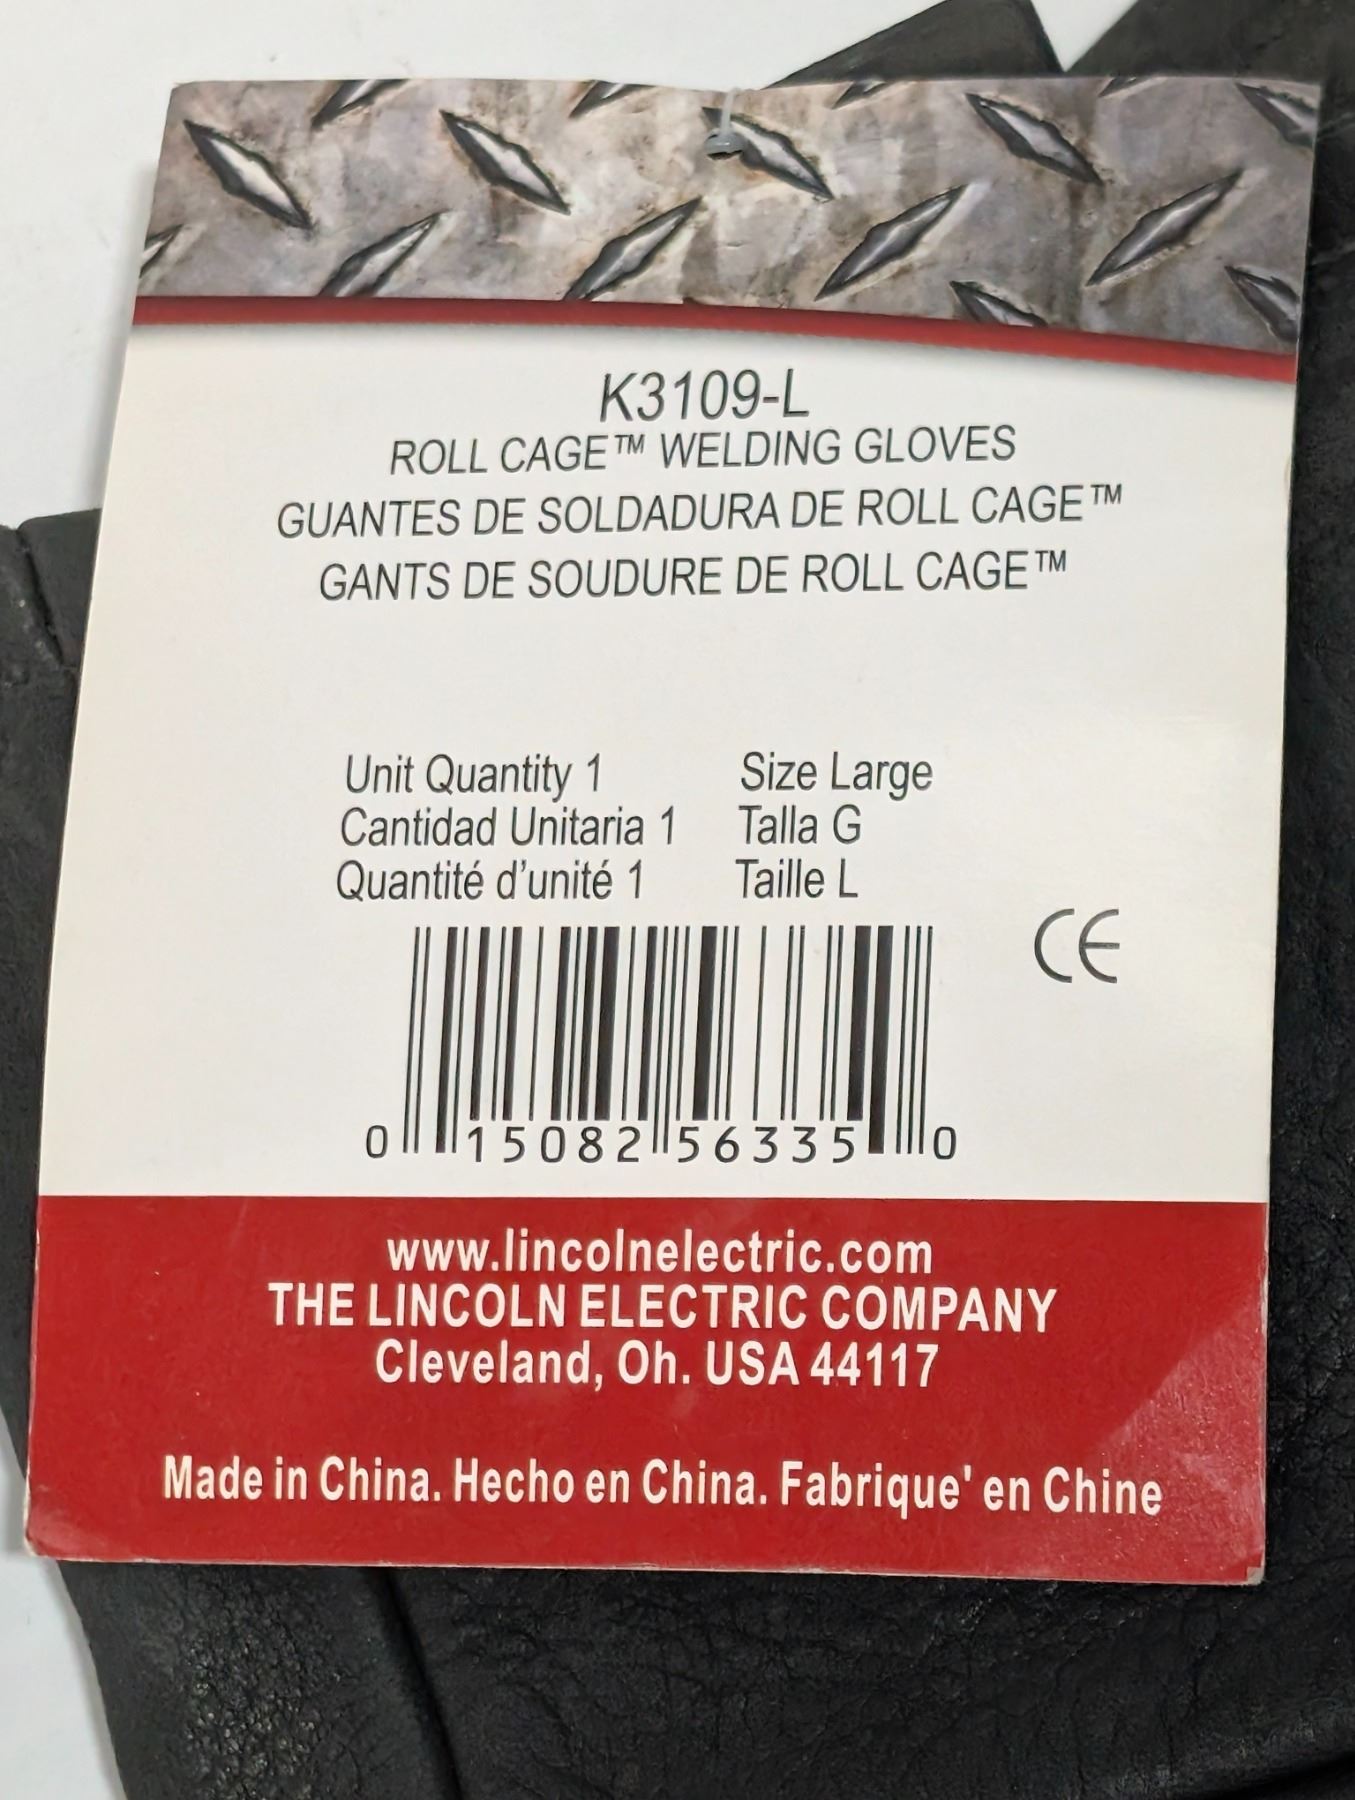 K3109-L
ROLL CAGE™ WELDING GLOVES
GUANTES DE SOLDADURA DE ROLL CAGE™
GANTS DE SOUDURE DE ROLL CAGE™
Unit Quantity 1 Size Large
Cantidad Unitaria 1 Talla G
Quantité d'unité 1 Taille L
CE
0 15082 56335 0
www.lincolnelectric.com
THE LINCOLN ELECTRIC COMPANY
Cleveland, Oh. USA 44117
Made in China. Hecho en China. Fabrique' en Chine